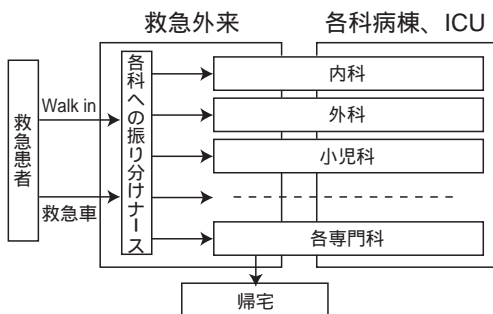 救急外来
各科病棟、ICU
救急患者
Walk in
救急車
各科への振り分けナース
内科
外科
小児科
各専門科
帰宅